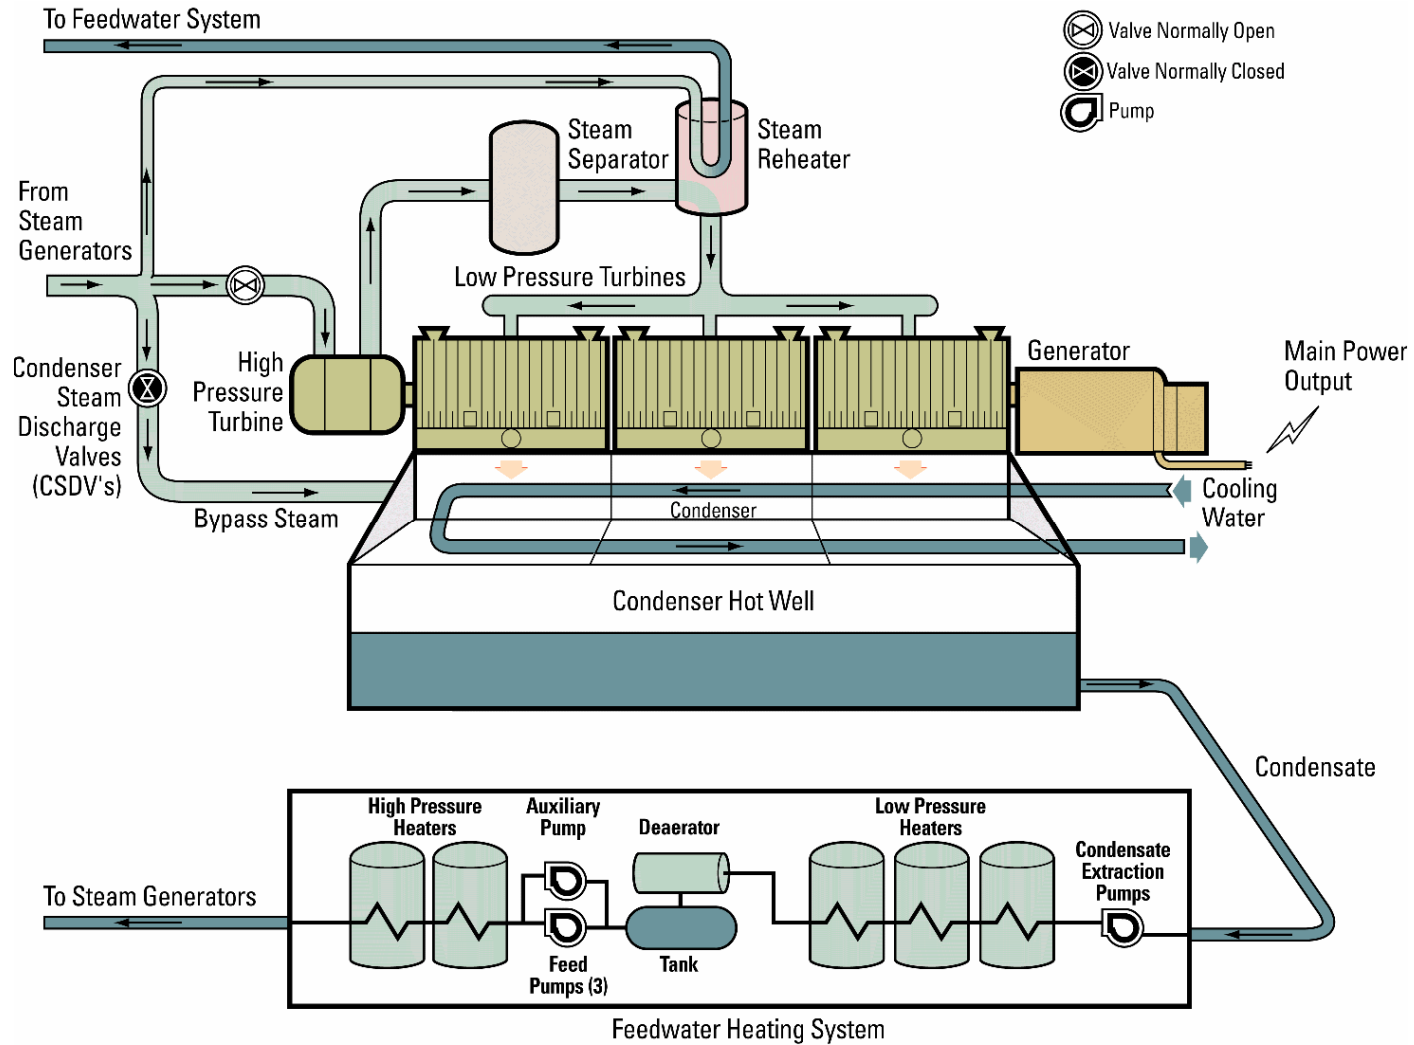 To Feedwater System
Valve Normally Open
Valve Normally Closed
Pump
Steam
Separator
Steam
Reheater
From
Steam
Generators
Low Pressure Turbines
High
Pressure
Turbine
Condenser
Steam
Discharge
Valves
(CSDV's)
Generator
Main Power
Output
Bypass Steam
Condenser
Cooling
Water
Condenser Hot Well
Condensate
High Pressure
Heaters
Auxiliary
Pump
Deaerator
Low Pressure
Heaters
Condensate
Extraction
Pumps
To Steam Generators
Feed
Pumps (3)
Tank
Feedwater Heating System